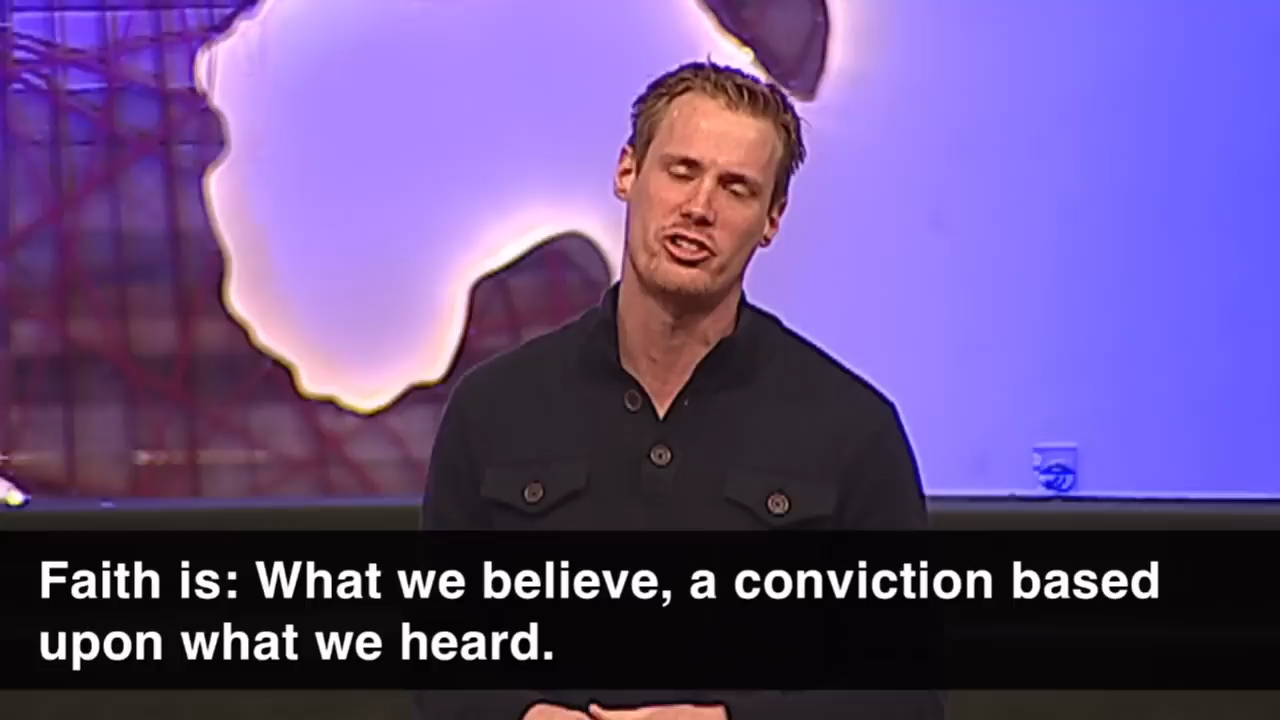 Faith is: What we believe, a conviction based
upon what we heard.